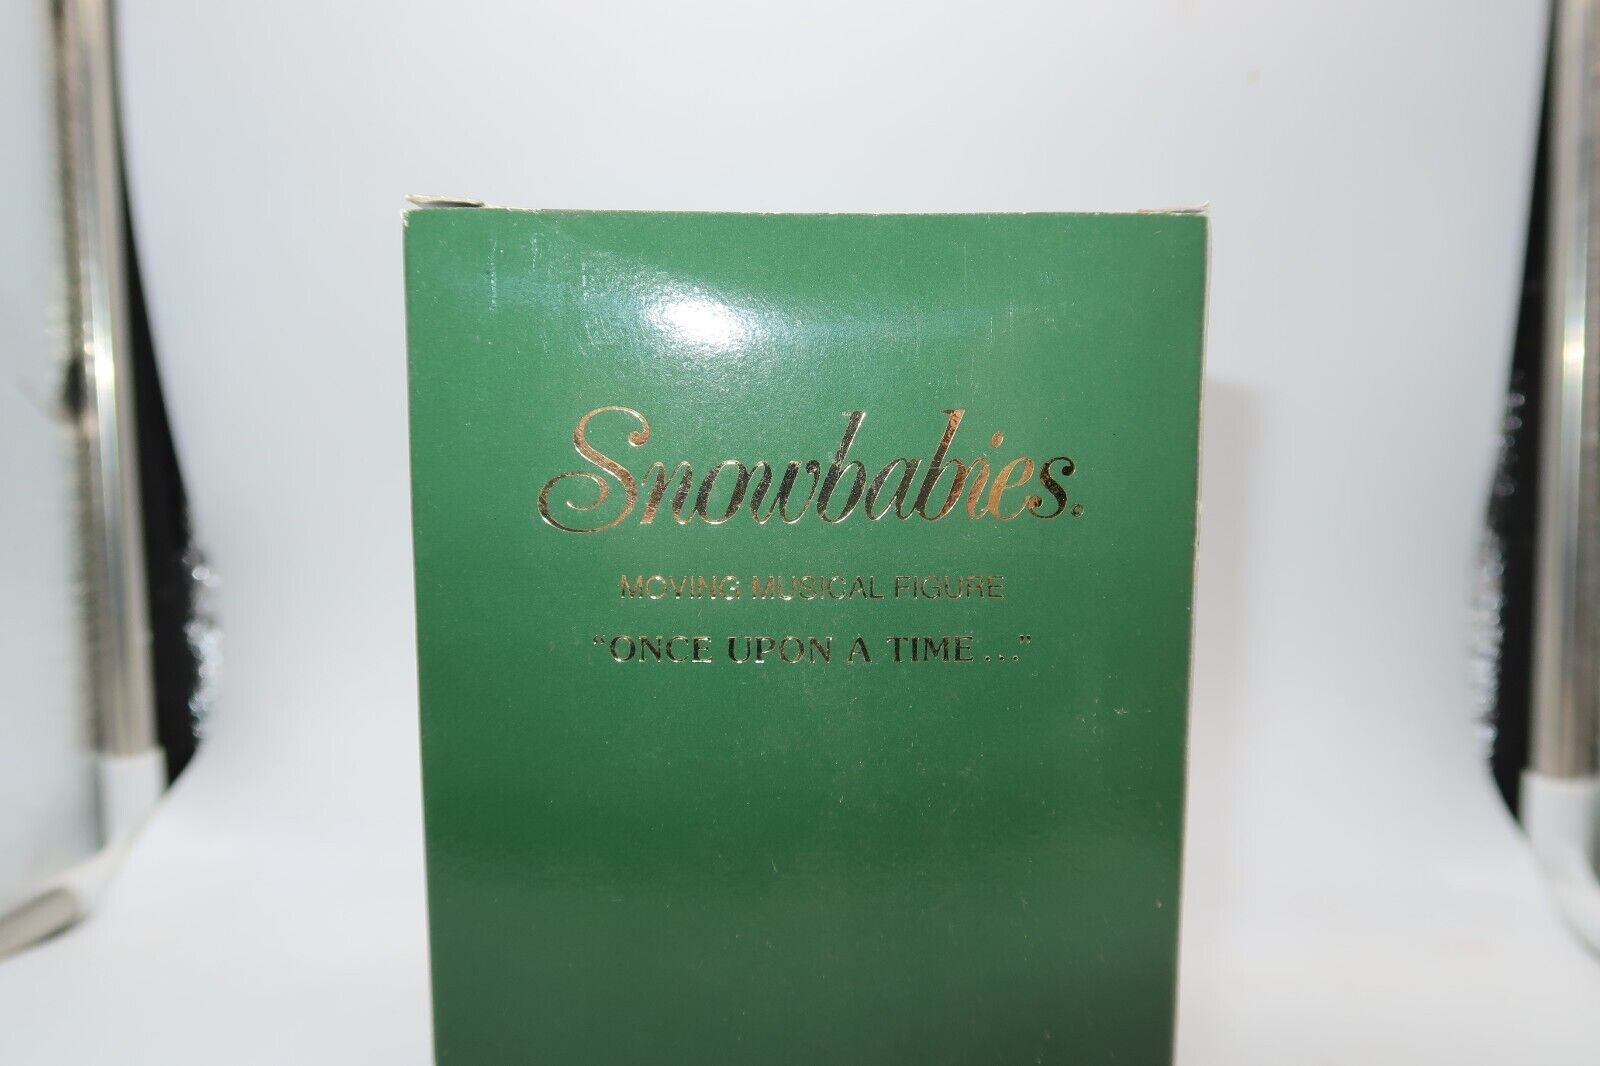 Snowbabies.
MOVING MUSICAL FIGURE
"ONCE UPON A TIME..."